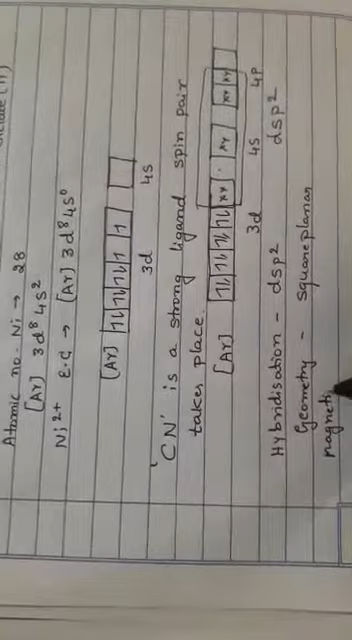 Atomic no. Ni → 28
[Ar] 3d⁸ 4s²
Ni²⁺ E.C → [Ar] 3d⁸ 4s⁰
[Ar] 1L 1L 1L 1 1
3d 4s
'CN' is a strong ligand spin pair
takes place.
[Ar] 1L 1L 1L 1L xx xx xx xx
3d 4s 4p
Hybridisation - dsp² dsp²
Geometry - squareplanar
magneti